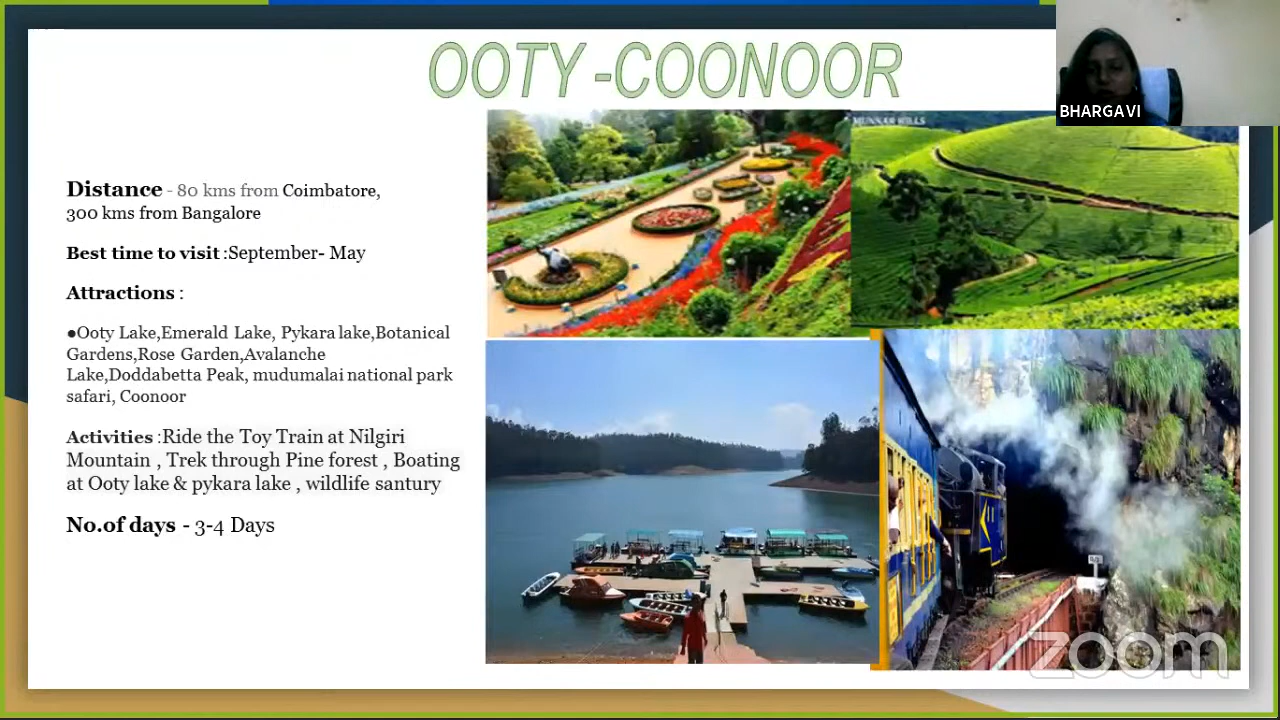 OOTY -COONOOR
BHARGAVI
MUNNAR HILLS
Distance - 80 kms from Coimbatore,
300 kms from Bangalore
Best time to visit :September- May
Attractions :
●Ooty Lake,Emerald Lake, Pykara lake,Botanical
Gardens,Rose Garden,Avalanche
Lake,Doddabetta Peak, mudumalai national park
safari, Coonoor
Activities :Ride the Toy Train at Nilgiri
Mountain , Trek through Pine forest , Boating
at Ooty lake & pykara lake , wildlife santury
No.of days - 3-4 Days
zoom